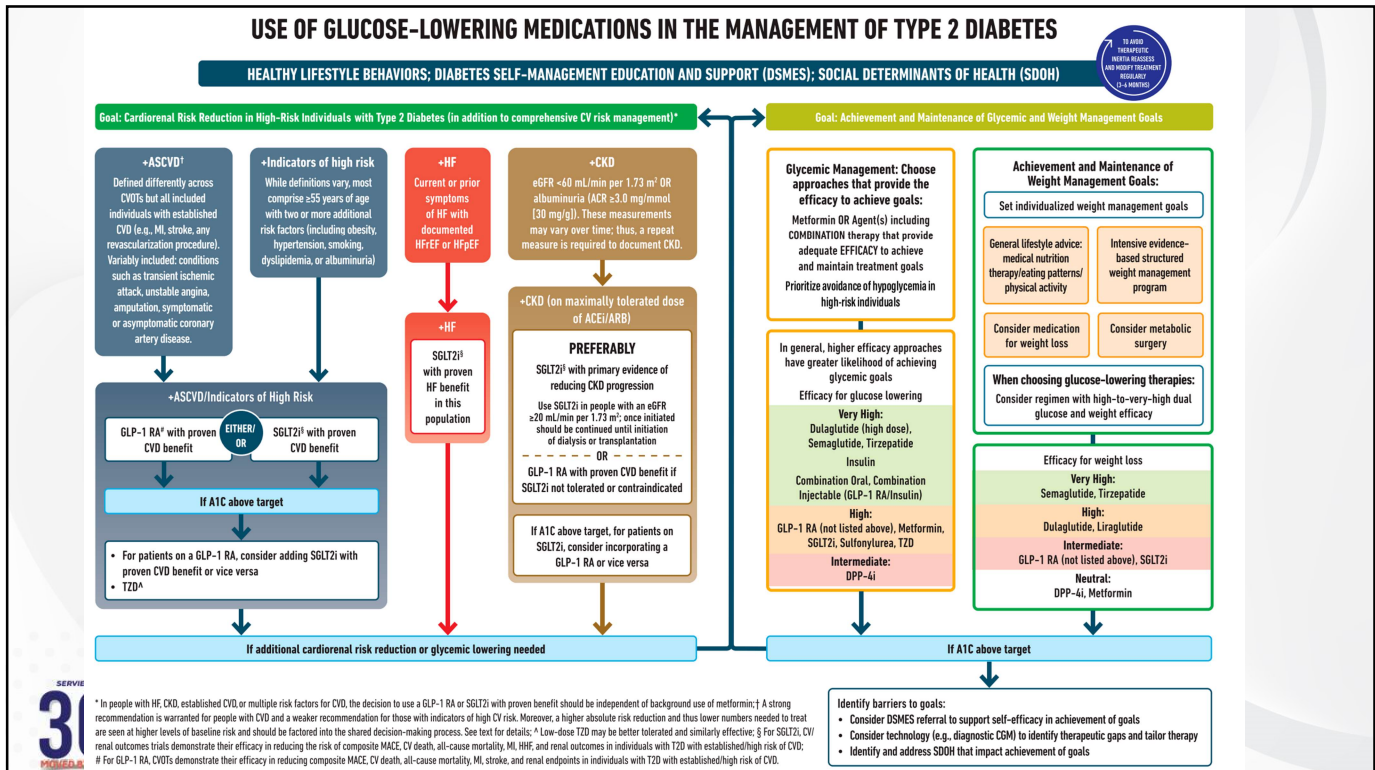 USE OF GLUCOSE-LOWERING MEDICATIONS IN THE MANAGEMENT OF TYPE 2 DIABETES
TO AVOID
THERAPEUTIC
INERTIA REASSESS
AND MODIFY TREATMENT
REGULARLY
(3-6 MONTHS)
HEALTHY LIFESTYLE BEHAVIORS; DIABETES SELF-MANAGEMENT EDUCATION AND SUPPORT (DSMES); SOCIAL DETERMINANTS OF HEALTH (SDOH)
Goal: Cardiorenal Risk Reduction in High-Risk Individuals with Type 2 Diabetes (in addition to comprehensive CV risk management)*
+ASCVD†
Defined differently across
CVOTs but all included
individuals with established
CVD (e.g., MI, stroke, any
revascularization procedure).
Variably included: conditions
such as transient ischemic
attack, unstable angina,
amputation, symptomatic
or asymptomatic coronary
artery disease.
+Indicators of high risk
While definitions vary, most
comprise ≥55 years of age
with two or more additional
risk factors (including obesity,
hypertension, smoking,
dyslipidemia, or albuminuria)
+HF
Current or prior
symptoms
of HF with
documented
HFrEF or HFpEF
+CKD
eGFR <60 mL/min per 1.73 m² OR
albuminuria (ACR ≥3.0 mg/mmol
[30 mg/g]). These measurements
may vary over time; thus, a repeat
measure is required to document CKD.
+ASCVD/Indicators of High Risk
GLP-1 RA# with proven
CVD benefit
EITHER/
OR
SGLT2i§ with proven
CVD benefit
If A1C above target
• For patients on a GLP-1 RA, consider adding SGLT2i with
proven CVD benefit or vice versa
• TZD^
+HF
SGLT2i§
with proven
HF benefit
in this
population
+CKD (on maximally tolerated dose
of ACEi/ARB)
PREFERABLY
SGLT2i§ with primary evidence of
reducing CKD progression
Use SGLT2i in people with an eGFR
≥20 mL/min per 1.73 m²; once initiated
should be continued until initiation
of dialysis or transplantation
OR
GLP-1 RA with proven CVD benefit if
SGLT2i not tolerated or contraindicated
If A1C above target, for patients on
SGLT2i, consider incorporating a
GLP-1 RA or vice versa
If additional cardiorenal risk reduction or glycemic lowering needed
Goal: Achievement and Maintenance of Glycemic and Weight Management Goals
Glycemic Management: Choose
approaches that provide the
efficacy to achieve goals:
Metformin OR Agent(s) including
COMBINATION therapy that provide
adequate EFFICACY to achieve
and maintain treatment goals
Prioritize avoidance of hypoglycemia in
high-risk individuals
In general, higher efficacy approaches
have greater likelihood of achieving
glycemic goals
Efficacy for glucose lowering
Very High:
Dulaglutide (high dose),
Semaglutide, Tirzepatide
Insulin
Combination Oral, Combination
Injectable (GLP-1 RA/Insulin)
High:
GLP-1 RA (not listed above), Metformin,
SGLT2i, Sulfonylurea, TZD
Intermediate:
DPP-4i
Achievement and Maintenance of
Weight Management Goals:
Set individualized weight management goals
General lifestyle advice:
medical nutrition
therapy/eating patterns/
physical activity
Intensive evidence-
based structured
weight management
program
Consider medication
for weight loss
Consider metabolic
surgery
When choosing glucose-lowering therapies:
Consider regimen with high-to-very-high dual
glucose and weight efficacy
Efficacy for weight loss
Very High:
Semaglutide, Tirzepatide
High:
Dulaglutide, Liraglutide
Intermediate:
GLP-1 RA (not listed above), SGLT2i
Neutral:
DPP-4i, Metformin
If A1C above target
Identify barriers to goals:
• Consider DSMES referral to support self-efficacy in achievement of goals
• Consider technology (e.g., diagnostic CGM) to identify therapeutic gaps and tailor therapy
• Identify and address SDOH that impact achievement of goals
* In people with HF, CKD, established CVD, or multiple risk factors for CVD, the decision to use a GLP-1 RA or SGLT2i with proven benefit should be independent of background use of metformin;† A strong
recommendation is warranted for people with CVD and a weaker recommendation for those with indicators of high CV risk. Moreover, a higher absolute risk reduction and thus lower numbers needed to treat
are seen at higher levels of baseline risk and should be factored into the shared decision-making process. See text for details; ^ Low-dose TZD may be better tolerated and similarly effective; § For SGLT2i, CV/
renal outcomes trials demonstrate their efficacy in reducing the risk of composite MACE, CV death, all-cause mortality, MI, HHF, and renal outcomes in individuals with T2D with established/high risk of CVD;
# For GLP-1 RA, CVOTs demonstrate their efficacy in reducing composite MACE, CV death, all-cause mortality, MI, stroke, and renal endpoints in individuals with T2D with established/high risk of CVD.